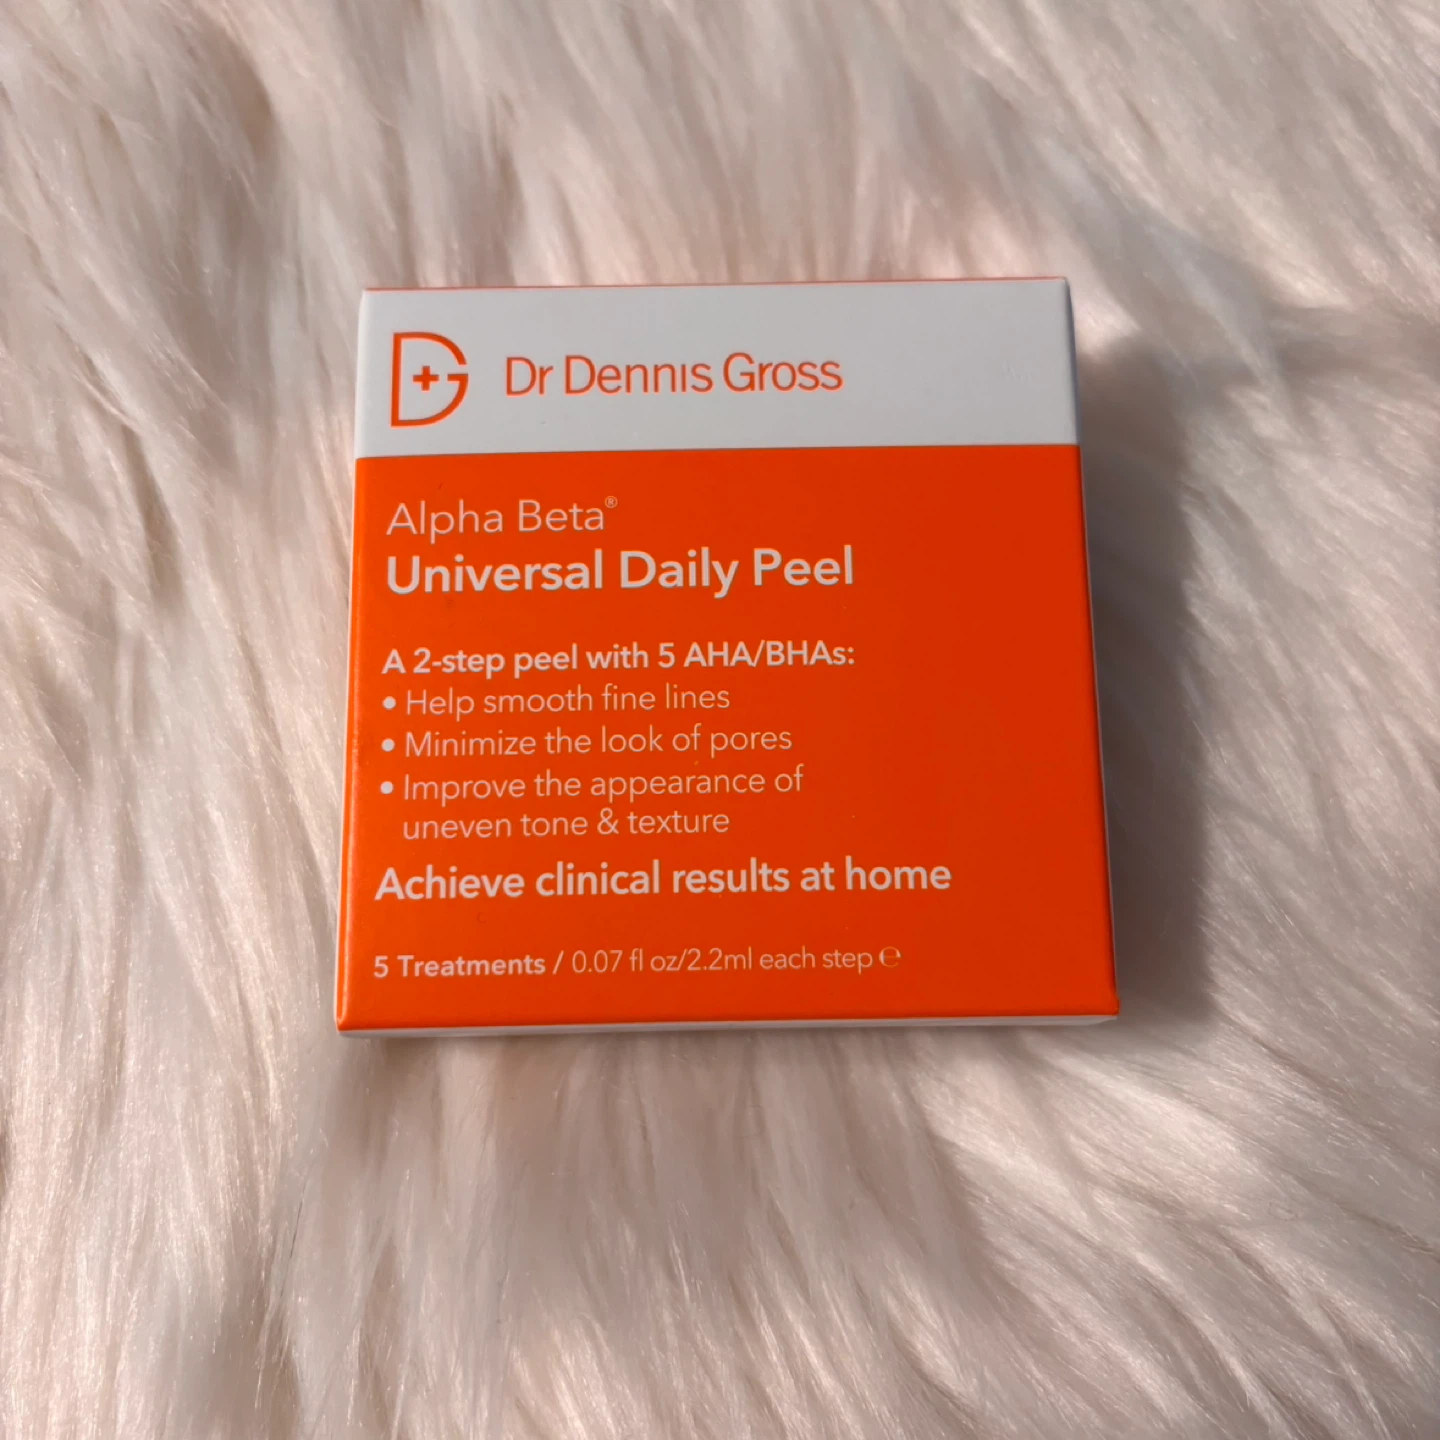 Dr Dennis Gross
Alpha Beta®
Universal Daily Peel
A 2-step peel with 5 AHA/BHAs:
• Help smooth fine lines
• Minimize the look of pores
• Improve the appearance of
uneven tone & texture
Achieve clinical results at home
5 Treatments / 0.07 fl oz/2.2ml each step ℮